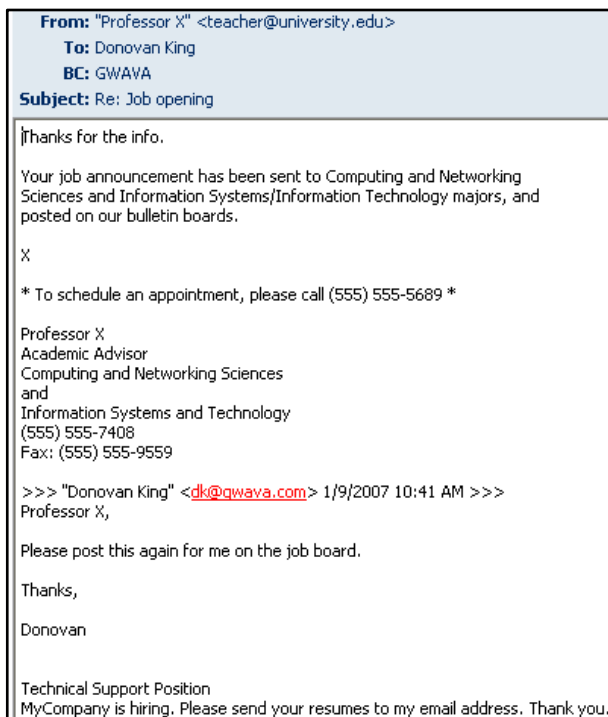 From: "Professor X" <teacher@university.edu>
To: Donovan King
BC: GWAVA
Subject: Re: Job opening
Thanks for the info.
Your job announcement has been sent to Computing and Networking
Sciences and Information Systems/Information Technology majors, and
posted on our bulletin boards.
X
* To schedule an appointment, please call (555) 555-5689 *
Professor X
Academic Advisor
Computing and Networking Sciences
and
Information Systems and Technology
(555) 555-7408
Fax: (555) 555-9559
>>> "Donovan King" <dk@gwava.com> 1/9/2007 10:41 AM >>>
Professor X,
Please post this again for me on the job board.
Thanks,
Donovan
Technical Support Position
MyCompany is hiring. Please send your resumes to my email address. Thank you.